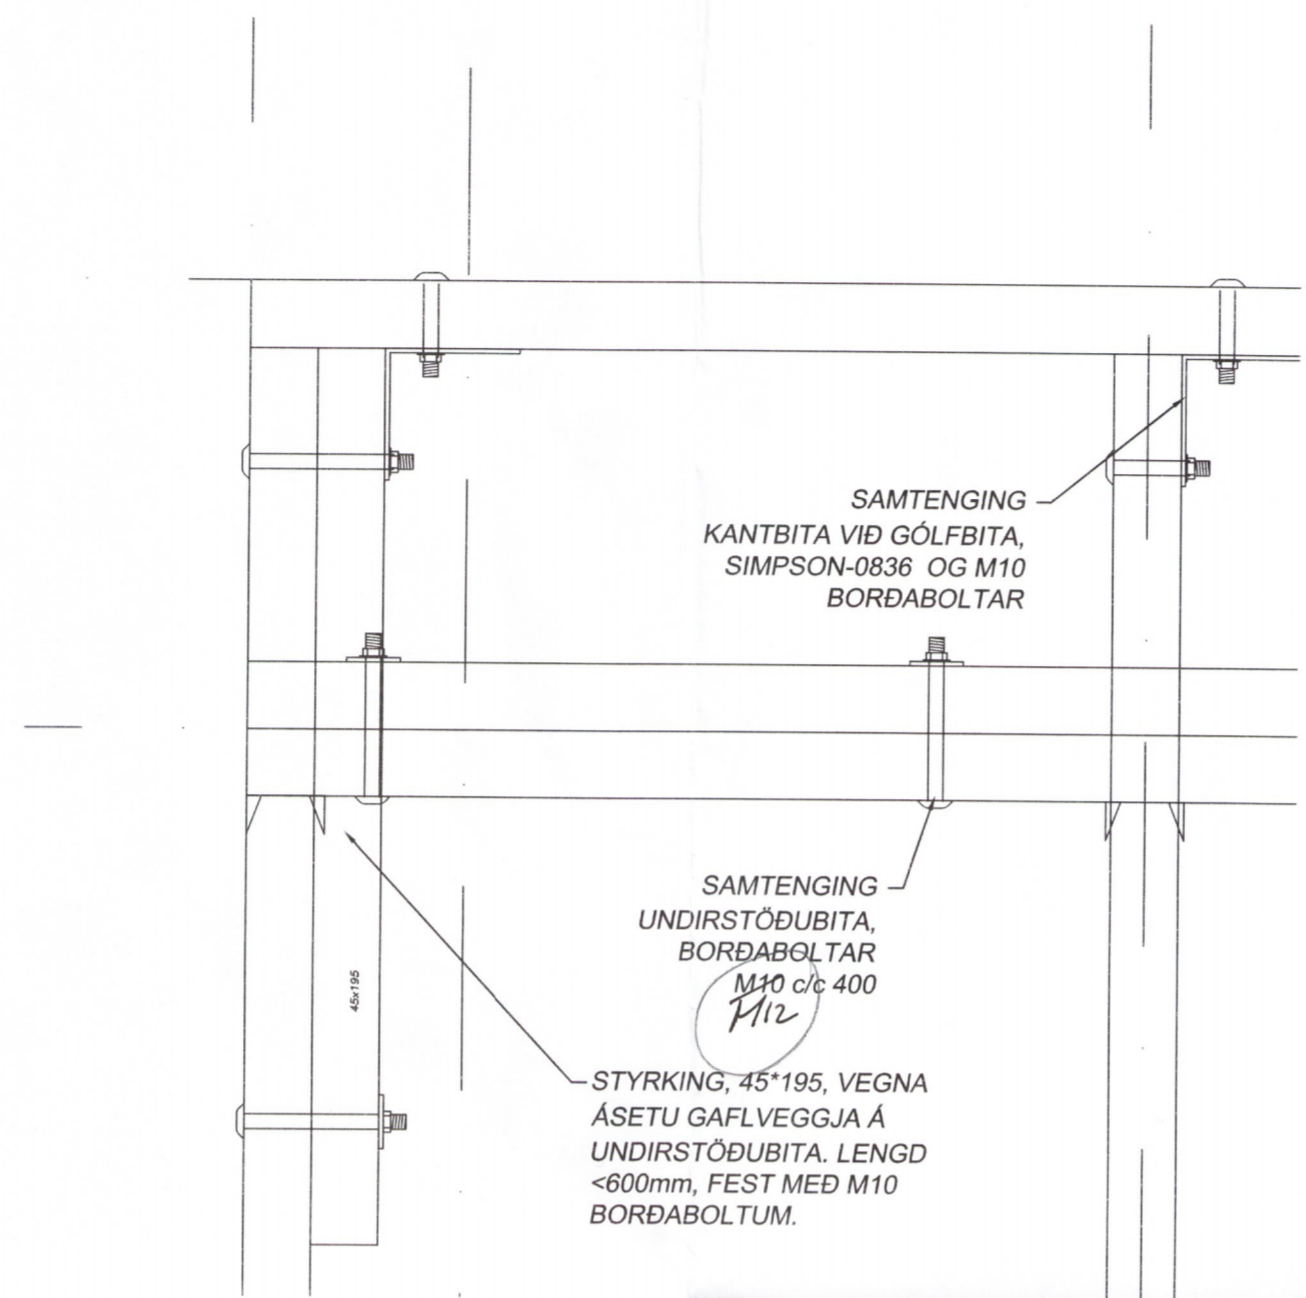 SAMTENGING
KANTBITA VIÐ GÓLFBITA,
SIMPSON-0836 OG M10
BORÐABOLTAR
SAMTENGING
UNDIRSTÖÐUBITA,
BORÐABOLTAR
M10 c/c 400
M12
45x195
STYRKING, 45*195, VEGNA
ÁSETU GAFLVEGGJA Á
UNDIRSTÖÐUBITA. LENGD
<600mm, FEST MEÐ M10
BORÐABOLTUM.